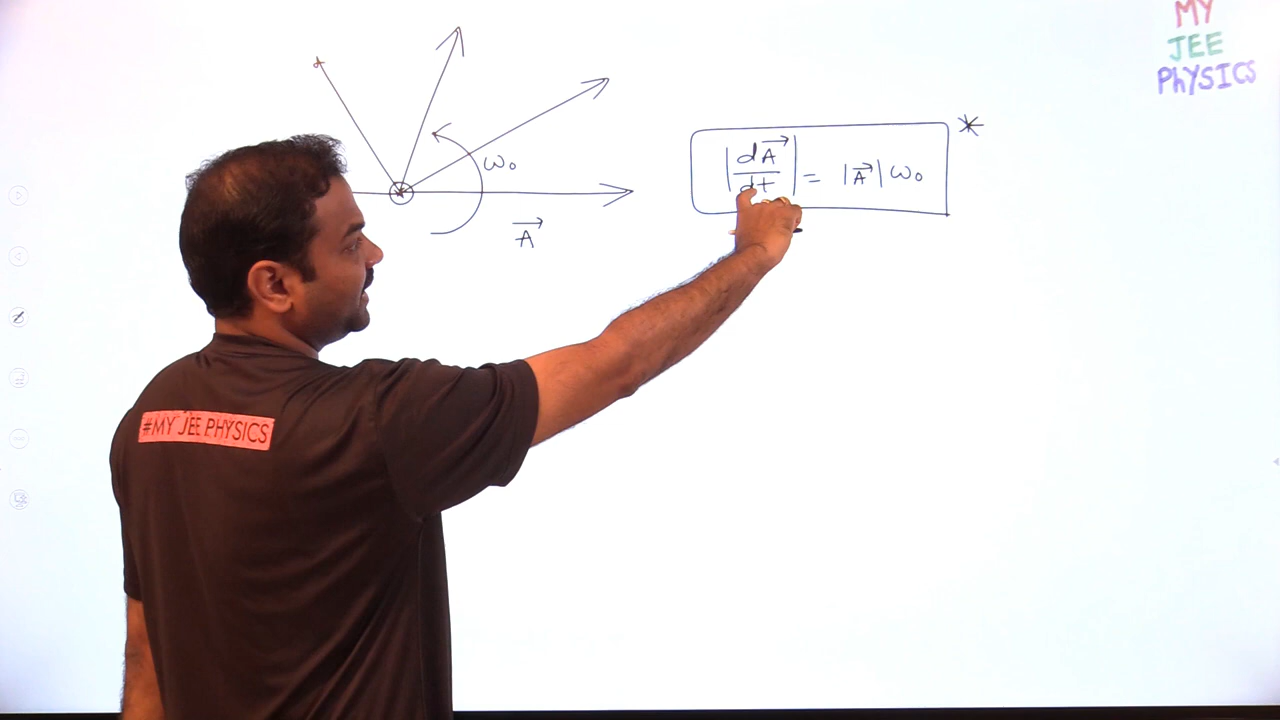 MY
JEE
PHYSICS
ω₀
A⃗
|dA⃗/dt| = |A⃗| ω₀
*
#MY JEE PHYSICS